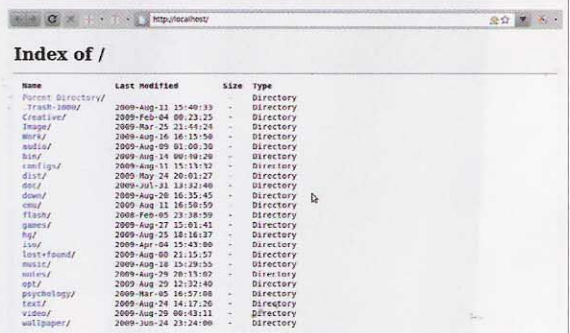 http://localhost/
Index of /
Name Last Modified Size Type
Parent Directory/ - Directory
.Trash-1000/ 2009-Aug-11 15:40:33 - Directory
Creative/ 2009-Feb-04 00:23:25 - Directory
Image/ 2009-Mar-25 21:44:24 - Directory
Work/ 2009-Aug-16 16:15:50 - Directory
audio/ 2009-Aug-09 01:00:30 - Directory
bin/ 2009-Aug-14 00:40:20 - Directory
configs/ 2009-Aug-11 15:13:32 - Directory
dist/ 2009-May-24 20:01:27 - Directory
doc/ 2009-Jul-31 13:32:40 - Directory
down/ 2009-Aug-20 16:35:45 - Directory
emu/ 2009-Aug-11 16:50:59 - Directory
flash/ 2008-Feb-05 23:38:59 - Directory
games/ 2009-Aug-27 15:01:41 - Directory
hg/ 2009-Aug-25 18:16:37 - Directory
iso/ 2009-Apr-04 15:43:00 - Directory
lost+found/ 2009-Aug-00 21:15:57 - Directory
music/ 2009-Aug-18 15:29:55 - Directory
notes/ 2009-Aug-29 20:13:02 - Directory
opt/ 2009-Aug-29 12:32:40 - Directory
psychology/ 2009-Mar-05 16:57:08 - Directory
text/ 2009-Aug-24 14:17:26 - Directory
video/ 2009-Aug-29 00:43:11 - Directory
wallpaper/ 2009-Jun-24 23:24:00 - Directory